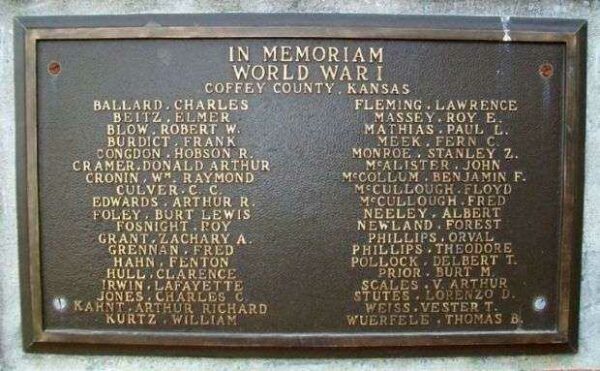 IN MEMORIAM
WORLD WAR I
COFFEY COUNTY, KANSAS
BALLARD, CHARLES
BEITZ, ELMER
BLOW, ROBERT W.
BURDICT, FRANK
CONGDON, HOBSON R.
CRAMER, DONALD ARTHUR
CRONIN, WM. RAYMOND
CULVER, C. C.
EDWARDS, ARTHUR R.
FOLEY, BURT LEWIS
FOSNIGHT, ROY
GRANT, ZACHARY A.
GRENNAN, FRED
HAHN, FENTON
HULL, CLARENCE
IRWIN, LAFAYETTE
JONES, CHARLES C.
KAHNT, ARTHUR RICHARD
KURTZ, WILLIAM
FLEMING, LAWRENCE
MASSEY, ROY E.
MATHIAS, PAUL L.
MEEK, FERN C.
MONROE, STANLEY Z.
McALISTER, JOHN
McCOLLUM, BENJAMIN F.
McCULLOUGH, FLOYD
McCULLOUGH, FRED
NEELEY, ALBERT
NEWLAND, FOREST
PHILLIPS, ORVAL
PHILLIPS, THEODORE
POLLOCK, DELBERT T.
PRIOR, BURT M.
SCALES, V. ARTHUR
STUTES, LORENZO D.
WEISS, VESTER T.
WUERFELE, THOMAS B.